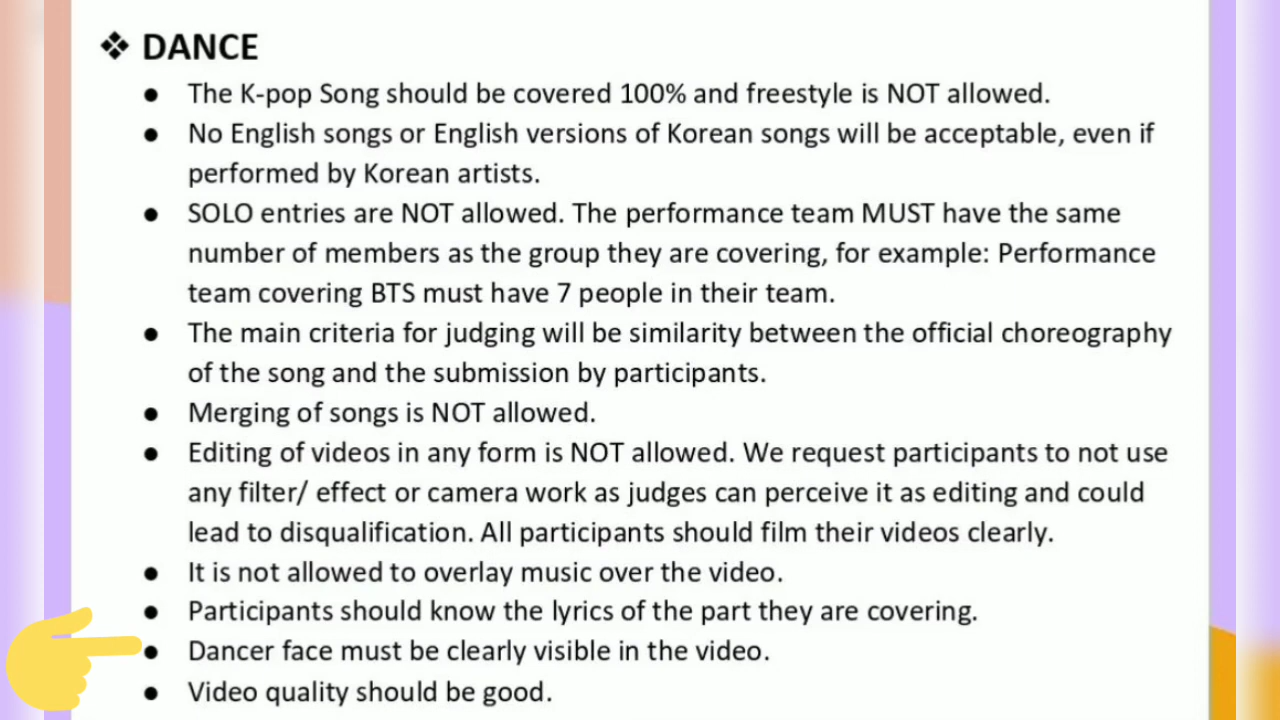 ❖ DANCE
● The K-pop Song should be covered 100% and freestyle is NOT allowed.
● No English songs or English versions of Korean songs will be acceptable, even if
performed by Korean artists.
● SOLO entries are NOT allowed. The performance team MUST have the same
number of members as the group they are covering, for example: Performance
team covering BTS must have 7 people in their team.
● The main criteria for judging will be similarity between the official choreography
of the song and the submission by participants.
● Merging of songs is NOT allowed.
● Editing of videos in any form is NOT allowed. We request participants to not use
any filter/ effect or camera work as judges can perceive it as editing and could
lead to disqualification. All participants should film their videos clearly.
● It is not allowed to overlay music over the video.
● Participants should know the lyrics of the part they are covering.
● Dancer face must be clearly visible in the video.
● Video quality should be good.